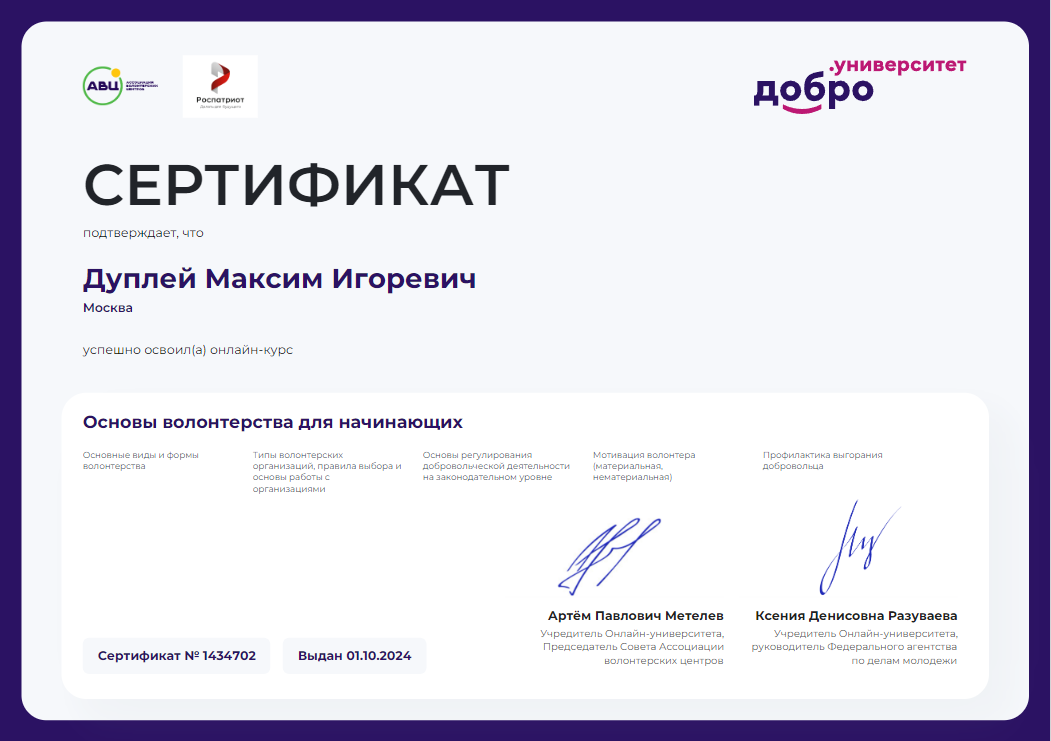 АВЦ
АССОЦИАЦИЯ
ВОЛОНТЕРСКИХ
ЦЕНТРОВ
Роспатриот
.университет
добро
СЕРТИФИКАТ
подтверждает, что
Дуплей Максим Игоревич
Москва
успешно освоил(а) онлайн-курс
Основы волонтерства для начинающих
Основные виды и формы
волонтерства
Типы волонтерских
организаций, правила выбора и
основы работы с
организациями
Основы регулирования
добровольческой деятельности
на законодательном уровне
Мотивация волонтера
(материальная,
нематериальная)
Профилактика выгорания
добровольца
Артём Павлович Метелев
Учредитель Онлайн-университета,
Председатель Совета Ассоциации
волонтерских центров
Ксения Денисовна Разуваева
Учредитель Онлайн-университета,
руководитель Федерального агентства
по делам молодежи
Сертификат № 1434702
Выдан 01.10.2024